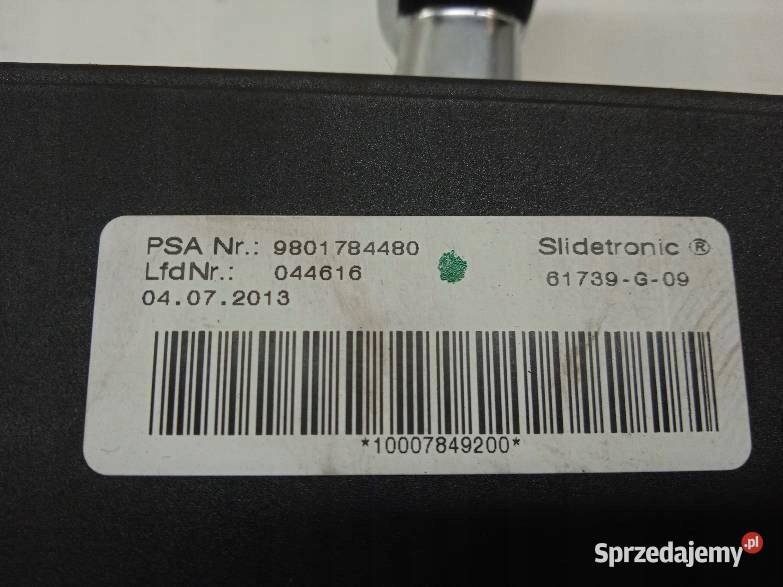 PSA Nr.: 9801784480
LfdNr.: 044616
04.07.2013
Slidetronic ®
61739-G-09
*10007849200*
Sprzedajemy.pl